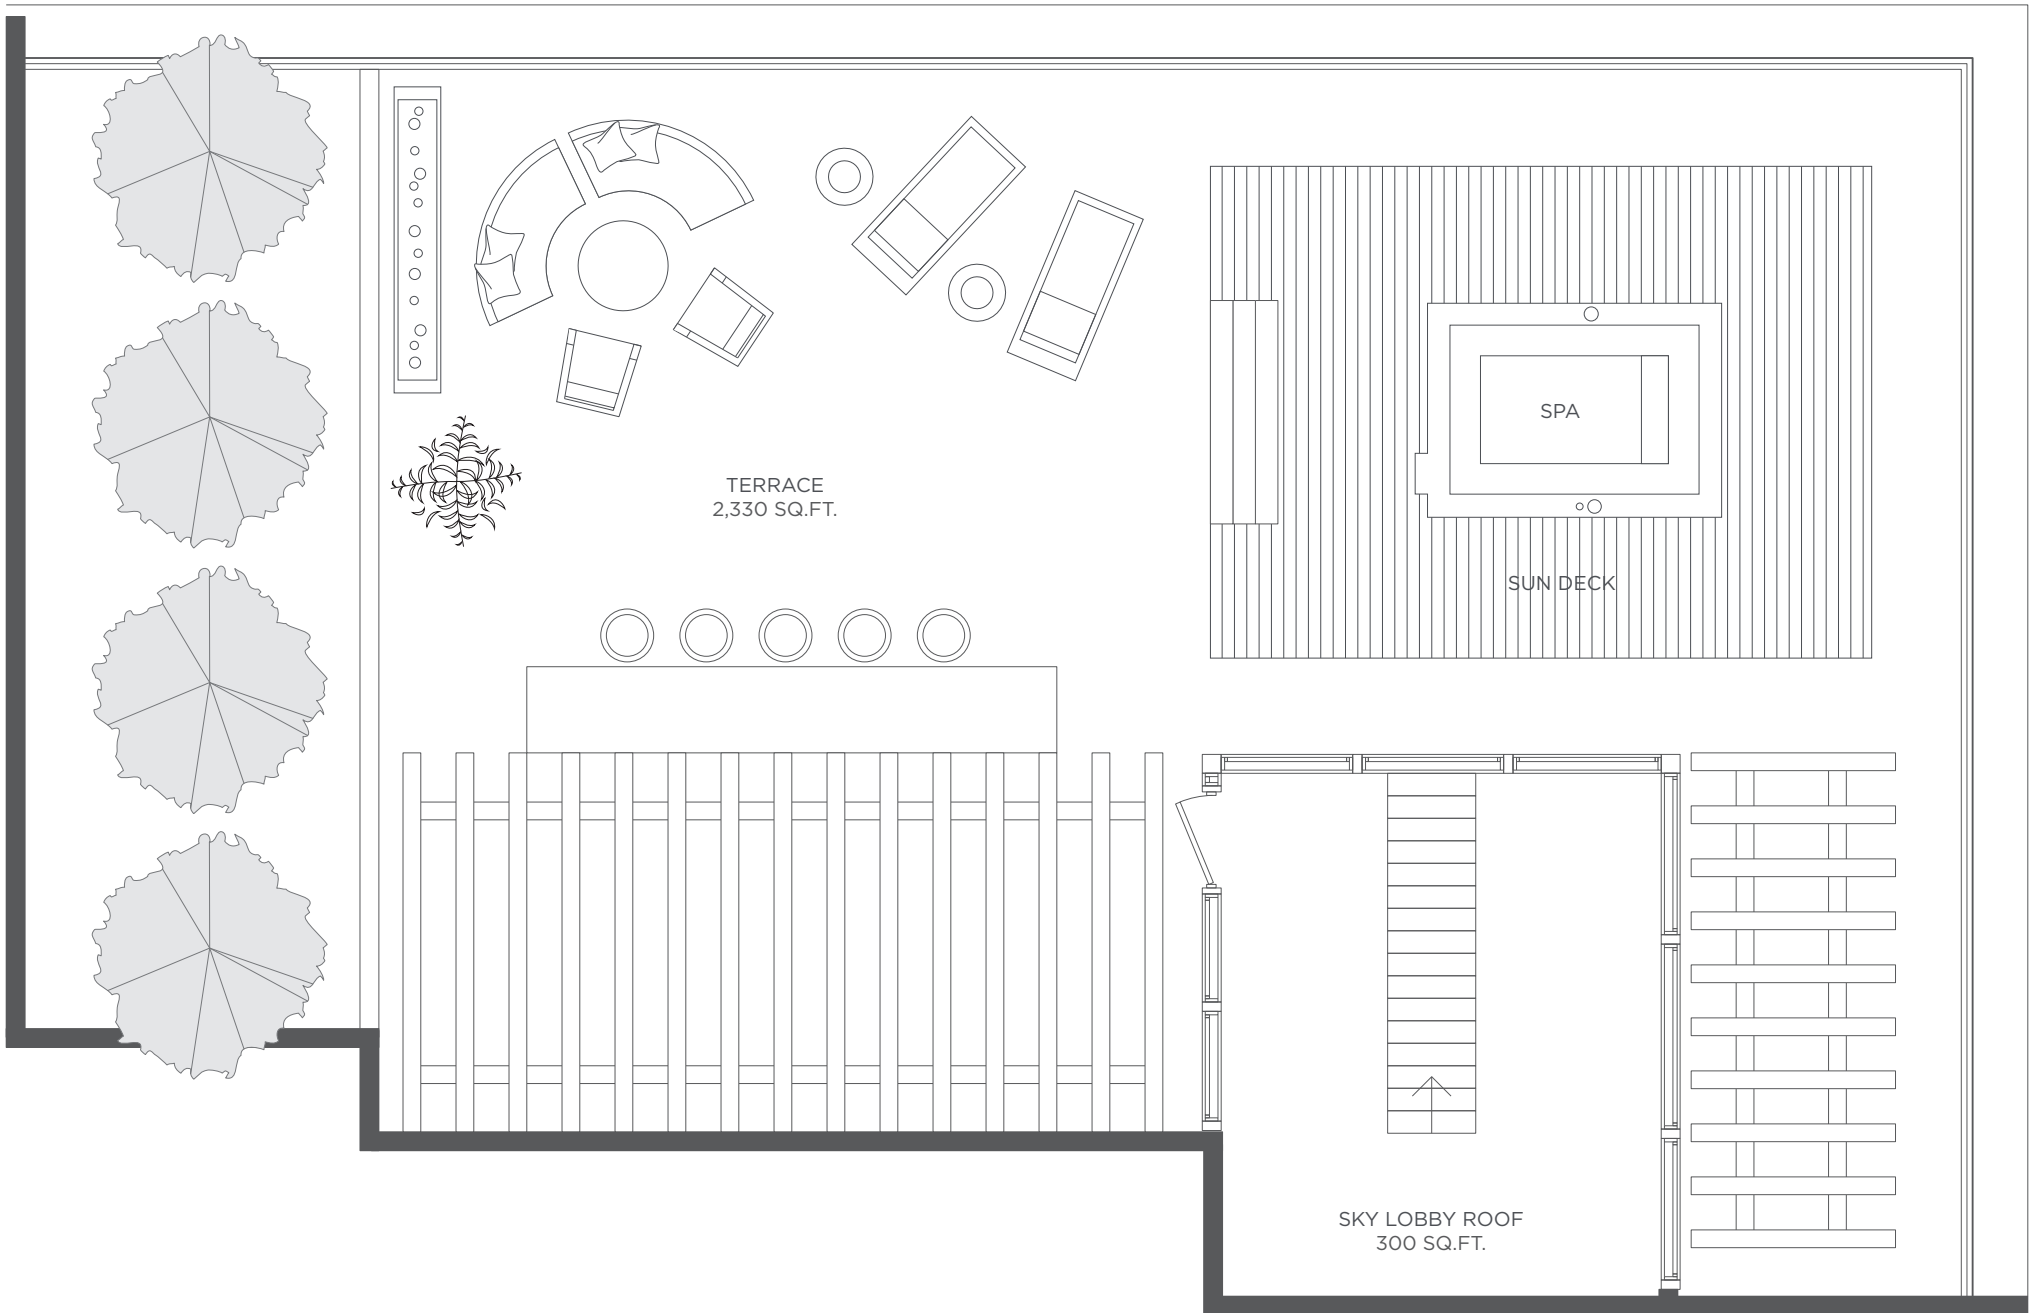 SPA
TERRACE
2,330 SQ.FT.
SUN DECK
SKY LOBBY ROOF
300 SQ.FT.